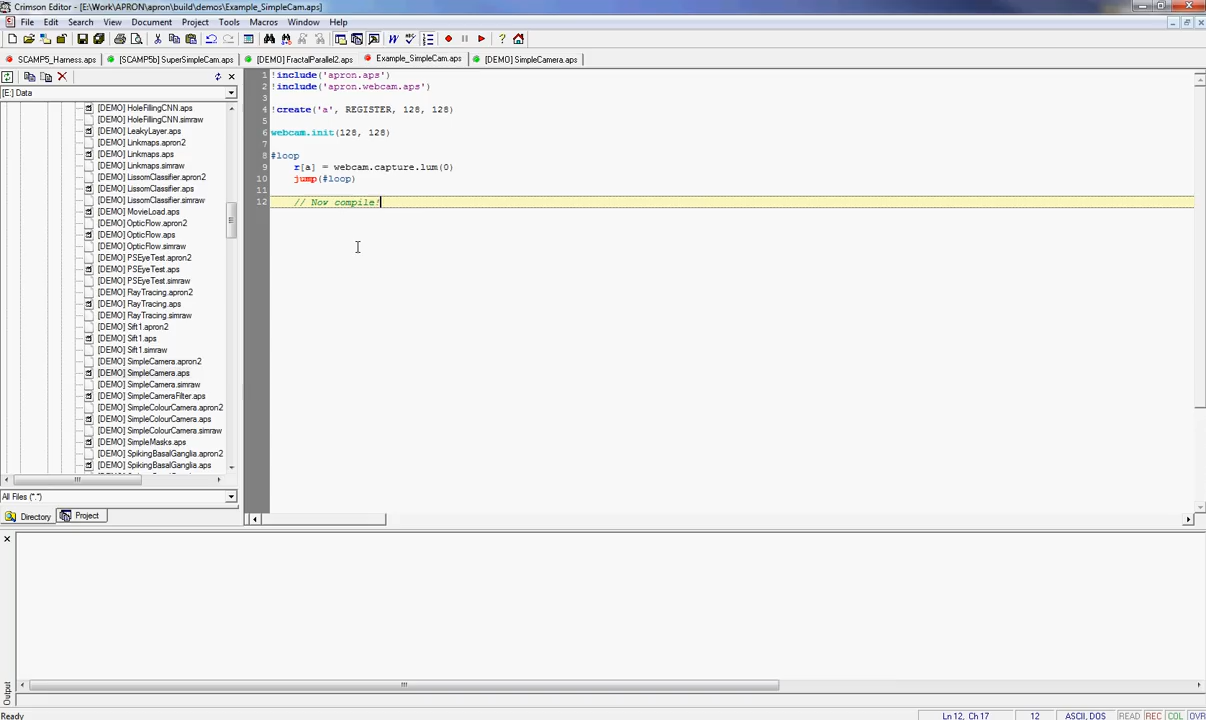 Crimson Editor - [E:\Work\APRON\apron\build\demos\Example_SimpleCam.aps]
File Edit Search View Document Project Tools Macros Window Help
SCAMP5_Harness.aps [SCAMP5b] SuperSimpleCam.aps [DEMO] FractalParallel2.aps Example_SimpleCam.aps [DEMO] SimpleCamera.aps
[E:] Data
[DEMO] HoleFillingCNN.aps
[DEMO] HoleFillingCNN.simraw
[DEMO] LeakyLayer.aps
[DEMO] Linkmaps.apron2
[DEMO] Linkmaps.aps
[DEMO] Linkmaps.simraw
[DEMO] LissomClassifier.apron2
[DEMO] LissomClassifier.aps
[DEMO] LissomClassifier.simraw
[DEMO] MovieLoad.aps
[DEMO] OpticFlow.apron2
[DEMO] OpticFlow.aps
[DEMO] OpticFlow.simraw
[DEMO] PSEyeTest.apron2
[DEMO] PSEyeTest.aps
[DEMO] PSEyeTest.simraw
[DEMO] RayTracing.apron2
[DEMO] RayTracing.aps
[DEMO] RayTracing.simraw
[DEMO] Sift1.apron2
[DEMO] Sift1.aps
[DEMO] Sift1.simraw
[DEMO] SimpleCamera.apron2
[DEMO] SimpleCamera.aps
[DEMO] SimpleCamera.simraw
[DEMO] SimpleCameraFilter.aps
[DEMO] SimpleColourCamera.apron2
[DEMO] SimpleColourCamera.aps
[DEMO] SimpleColourCamera.simraw
[DEMO] SimpleMasks.aps
[DEMO] SpikingBasalGanglia.apron2
[DEMO] SpikingBasalGanglia.aps
All Files (*.*)
Directory Project
1 !include('apron.aps')
2 !include('apron.webcam.aps')
3
4 !create('a', REGISTER, 128, 128)
5
6 webcam.init(128, 128)
7
8 #loop
9 r[a] = webcam.capture.lum(0)
10 jump(#loop)
11
12 // Now compile!
Output
Ready Ln 12, Ch 17 12 ASCII, DOS READ REC COL OVR